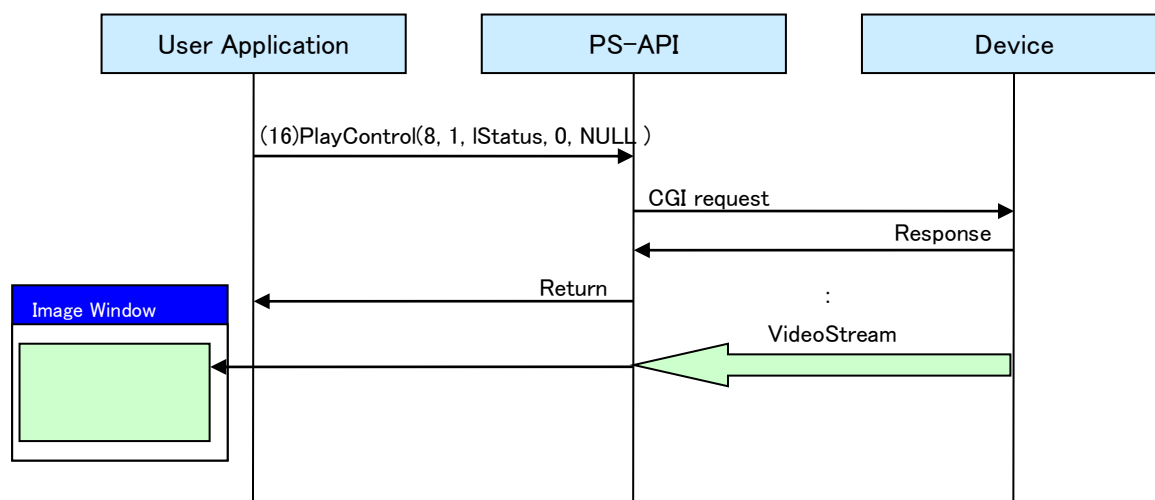 User Application
PS-API
Device
(16)PlayControl(8, 1, lStatus, 0, NULL )
CGI request
Response
Return
:
Image Window
VideoStream